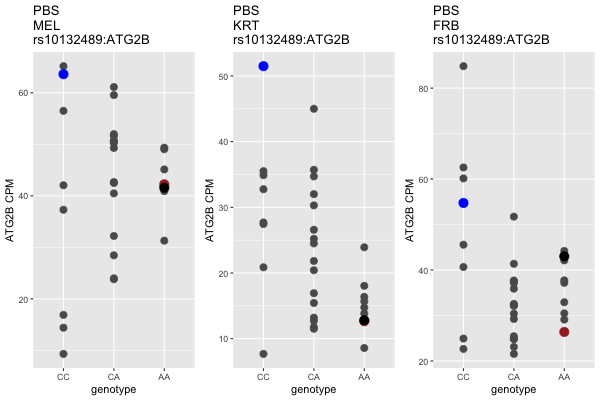 PBS
MEL
rs10132489:ATG2B
ATG2B CPM
60
40
20
CC
CA
AA
genotype
PBS
KRT
rs10132489:ATG2B
ATG2B CPM
50
40
30
20
10
CC
CA
AA
genotype
PBS
FRB
rs10132489:ATG2B
ATG2B CPM
80
60
40
20
CC
CA
AA
genotype